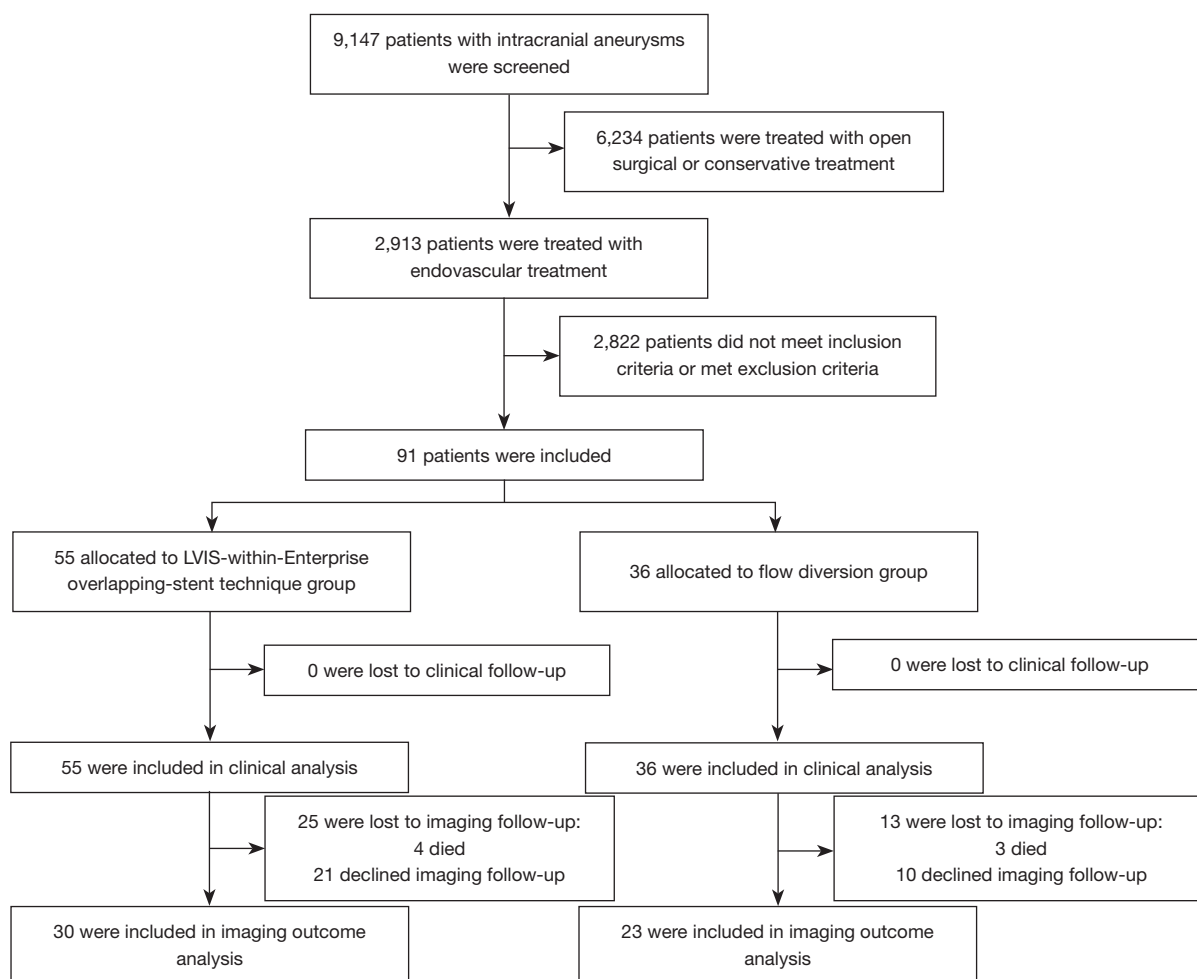 9,147 patients with intracranial aneurysms
were screened
6,234 patients were treated with open
surgical or conservative treatment
2,913 patients were treated with
endovascular treatment
2,822 patients did not meet inclusion
criteria or met exclusion criteria
91 patients were included
55 allocated to LVIS-within-Enterprise
overlapping-stent technique group
36 allocated to flow diversion group
0 were lost to clinical follow-up
0 were lost to clinical follow-up
55 were included in clinical analysis
36 were included in clinical analysis
25 were lost to imaging follow-up:
4 died
21 declined imaging follow-up
13 were lost to imaging follow-up:
3 died
10 declined imaging follow-up
30 were included in imaging outcome
analysis
23 were included in imaging outcome
analysis